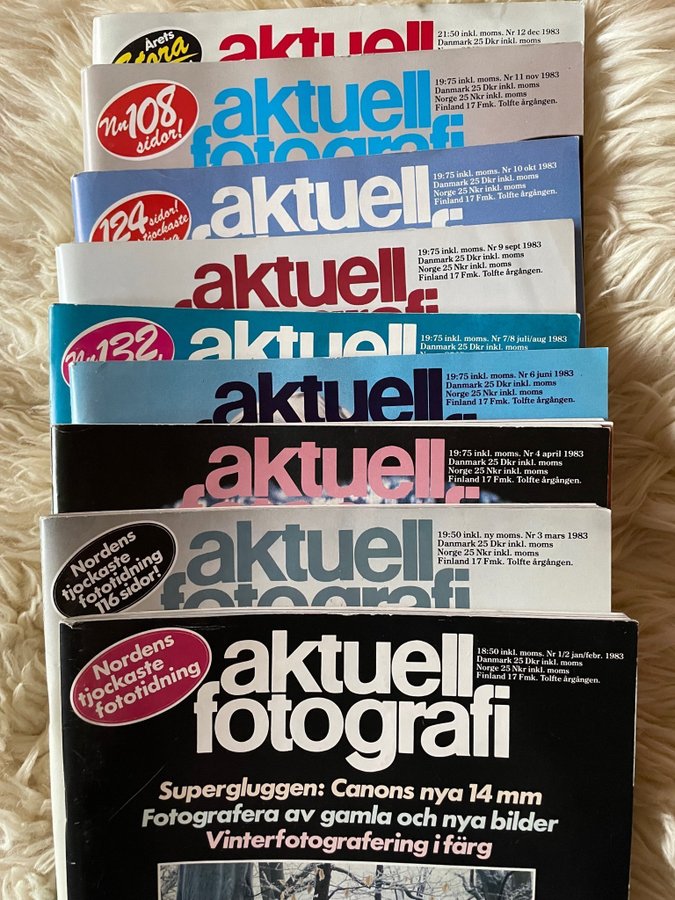 Årets
Stora
aktuell
21:50 inkl. moms. Nr 12 dec 1983
Danmark 25 Dkr inkl. moms
Nu 108
sidor!
aktuell
fotografi
19:75 inkl. moms. Nr 11 nov 1983
Danmark 25 Dkr inkl. moms
Norge 25 Nkr inkl. moms
Finland 17 Fmk. Tolfte årgången.
124 sidor!
tjockaste
aktuell
19:75 inkl. moms. Nr 10 okt 1983
Danmark 25 Dkr inkl. moms
Norge 25 Nkr inkl. moms
Finland 17 Fmk. Tolfte årgången.
aktuell
fotografi
19:75 inkl. moms. Nr 9 sept 1983
Danmark 25 Dkr inkl. moms
Norge 25 Nkr inkl. moms
Finland 17 Fmk. Tolfte årgången.
Nu 132
aktuell
19:75 inkl. moms. Nr 7/8 juli/aug 1983
Danmark 25 Dkr inkl. moms
aktuell
19:75 inkl. moms. Nr 6 juni 1983
Danmark 25 Dkr inkl. moms
Norge 25 Nkr inkl. moms
Finland 17 Fmk. Tolfte årgången.
aktuell
fotografi
19:75 inkl. moms. Nr 4 april 1983
Danmark 25 Dkr inkl. moms
Norge 25 Nkr inkl. moms
Finland 17 Fmk. Tolfte årgången.
Nordens
tjockaste
fototidning
116 sidor!
aktuell
fotografi
19:50 inkl. ny moms. Nr 3 mars 1983
Danmark 25 Dkr inkl. moms
Norge 25 Nkr inkl. moms
Finland 17 Fmk. Tolfte årgången.
Nordens
tjockaste
fototidning
aktuell
fotografi
18:50 inkl. moms. Nr 1/2 jan/febr. 1983
Danmark 25 Dkr inkl. moms
Norge 25 Nkr inkl. moms
Finland 17 Fmk. Tolfte årgången.
Supergluggen: Canons nya 14 mm
Fotografera av gamla och nya bilder
Vinterfotografering i färg